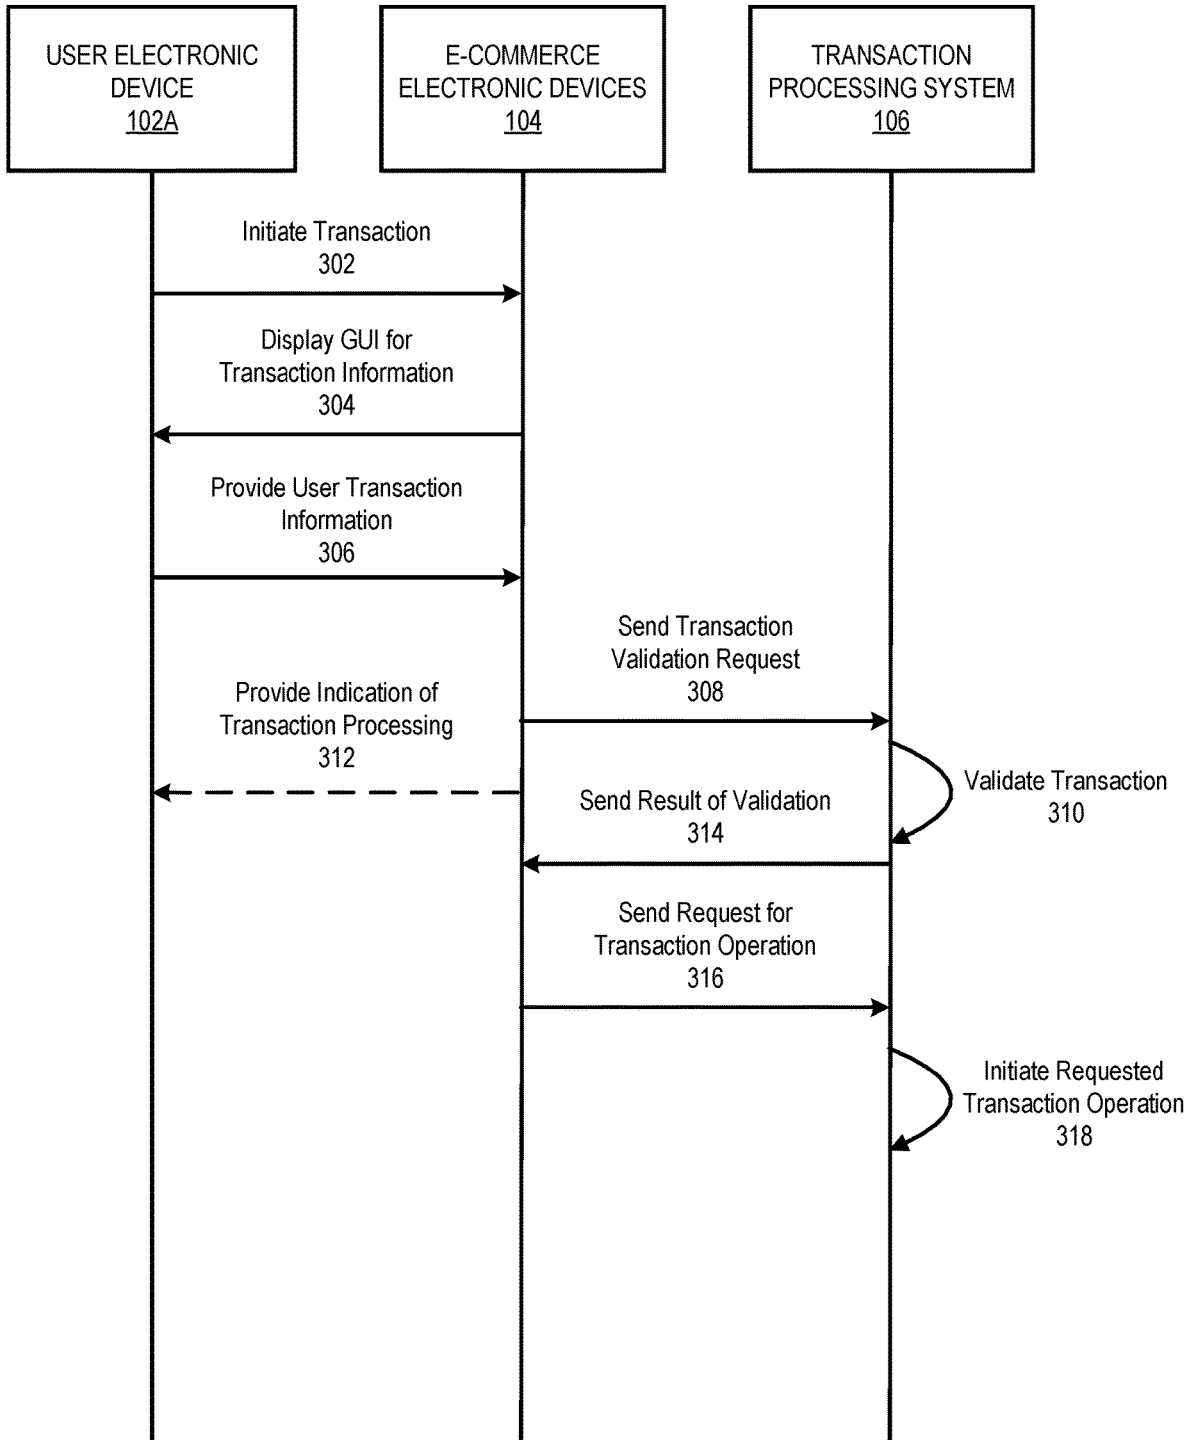 USER ELECTRONIC
DEVICE
102A
E-COMMERCE
ELECTRONIC DEVICES
104
TRANSACTION
PROCESSING SYSTEM
106
Initiate Transaction
302
Display GUI for
Transaction Information
304
Provide User Transaction
Information
306
Send Transaction
Validation Request
308
Provide Indication of
Transaction Processing
312
Validate Transaction
310
Send Result of Validation
314
Send Request for
Transaction Operation
316
Initiate Requested
Transaction Operation
318